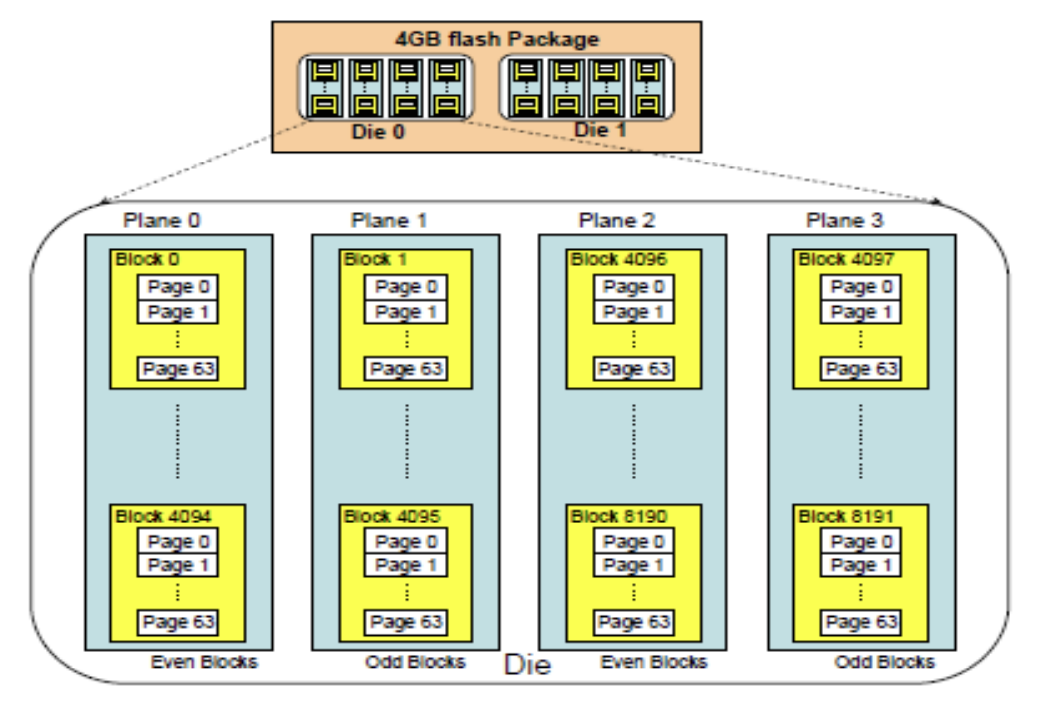 4GB flash Package
Die 0 Die 1
Plane 0 Plane 1 Plane 2 Plane 3
Block 0 Block 1 Block 4096 Block 4097
Page 0 Page 0 Page 0 Page 0
Page 1 Page 1 Page 1 Page 1
Page 63 Page 63 Page 63 Page 63
Block 4094 Block 4095 Block 8190 Block 8191
Page 0 Page 0 Page 0 Page 0
Page 1 Page 1 Page 1 Page 1
Page 63 Page 63 Page 63 Page 63
Even Blocks Odd Blocks Die Even Blocks Odd Blocks